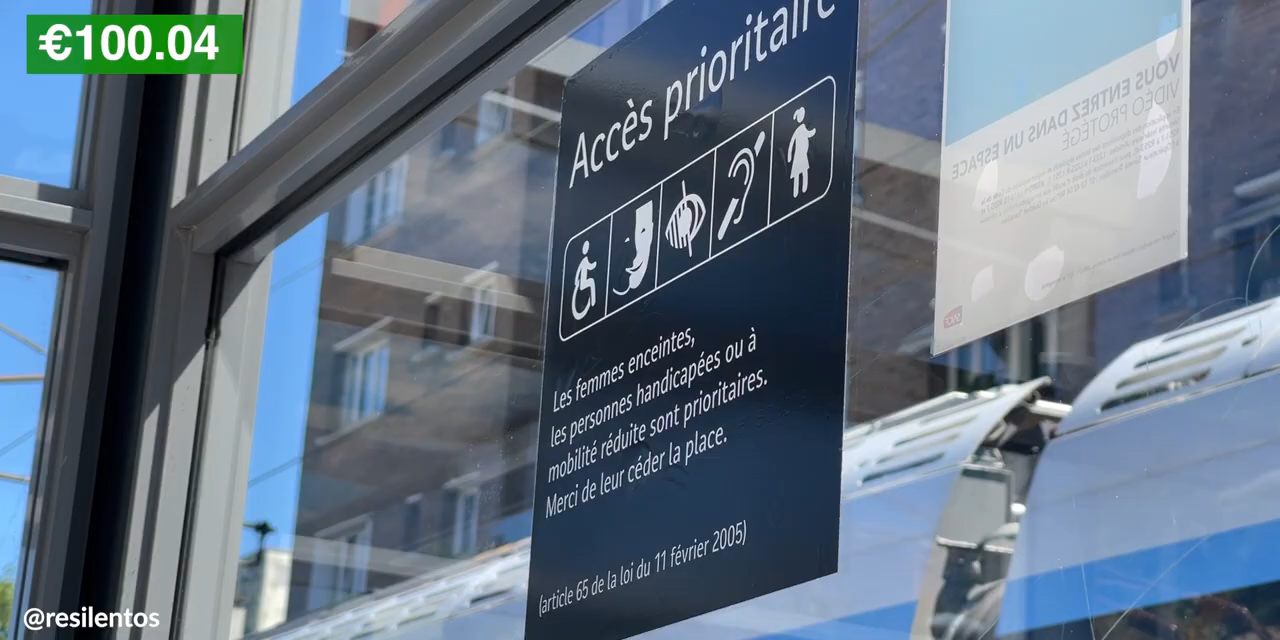 €100.04
Accès prioritaire
Les femmes enceintes,
les personnes handicapées ou à
mobilité réduite sont prioritaires.
Merci de leur céder la place.
(article 65 de la loi du 11 février 2005)
VOUS ENTREZ DANS UN ESPACE
VIDÉO PROTÉGÉ
@resilentos